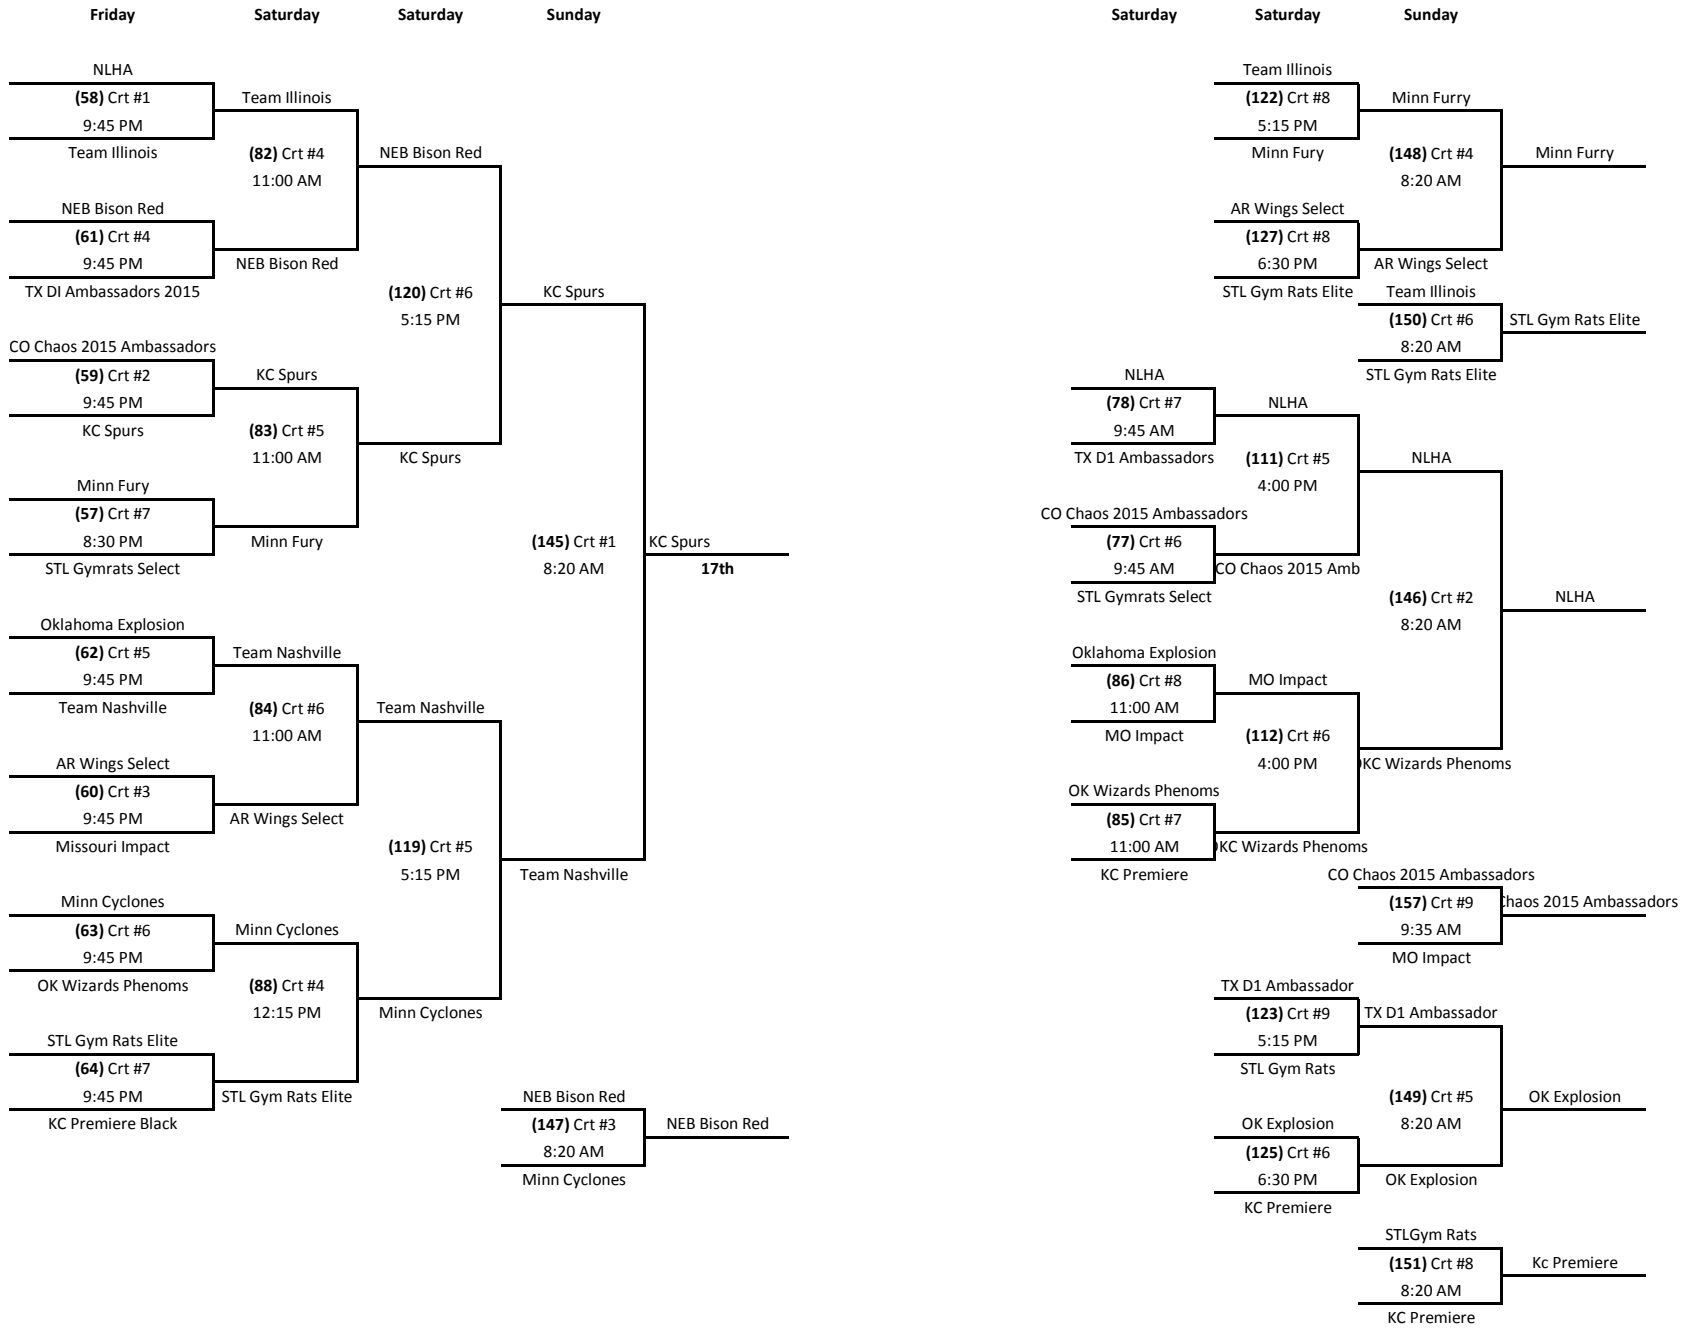 Friday Saturday Saturday Sunday Saturday Saturday Sunday
NLHA Team Illinois
(58) Crt #1 Team Illinois (122) Crt #8 Minn Furry
9:45 PM 5:15 PM
Team Illinois (82) Crt #4 NEB Bison Red Minn Fury (148) Crt #4 Minn Furry
11:00 AM 8:20 AM
NEB Bison Red AR Wings Select
(61) Crt #4 (127) Crt #8
9:45 PM NEB Bison Red 6:30 PM AR Wings Select
TX DI Ambassadors 2015 (120) Crt #6 KC Spurs STL Gym Rats Elite Team Illinois
5:15 PM (150) Crt #6 STL Gym Rats Elite
CO Chaos 2015 Ambassadors 8:20 AM
(59) Crt #2 KC Spurs NLHA STL Gym Rats Elite
9:45 PM (78) Crt #7 NLHA
KC Spurs (83) Crt #5 9:45 AM
11:00 AM KC Spurs TX D1 Ambassadors (111) Crt #5 NLHA
Minn Fury 4:00 PM
(57) Crt #7 CO Chaos 2015 Ambassadors
8:30 PM Minn Fury (145) Crt #1 KC Spurs (77) Crt #6
STL Gymrats Select 8:20 AM 17th 9:45 AM CO Chaos 2015 Amb
STL Gymrats Select (146) Crt #2 NLHA
Oklahoma Explosion 8:20 AM
(62) Crt #5 Team Nashville Oklahoma Explosion
9:45 PM (86) Crt #8 MO Impact
Team Nashville (84) Crt #6 Team Nashville 11:00 AM
11:00 AM MO Impact (112) Crt #6
AR Wings Select 4:00 PM KC Wizards Phenoms
(60) Crt #3 OK Wizards Phenoms
9:45 PM AR Wings Select (85) Crt #7
Missouri Impact (119) Crt #5 11:00 AM KC Wizards Phenoms
5:15 PM Team Nashville KC Premiere CO Chaos 2015 Ambassadors
Minn Cyclones (157) Crt #9 Chaos 2015 Ambassadors
(63) Crt #6 Minn Cyclones 9:35 AM
9:45 PM MO Impact
OK Wizards Phenoms (88) Crt #4 TX D1 Ambassador
12:15 PM Minn Cyclones (123) Crt #9 TX D1 Ambassador
STL Gym Rats Elite 5:15 PM
(64) Crt #7 STL Gym Rats
9:45 PM STL Gym Rats Elite NEB Bison Red (149) Crt #5 OK Explosion
KC Premiere Black (147) Crt #3 NEB Bison Red OK Explosion 8:20 AM
8:20 AM (125) Crt #6
Minn Cyclones 6:30 PM OK Explosion
KC Premiere
STLGym Rats
(151) Crt #8 Kc Premiere
8:20 AM
KC Premiere